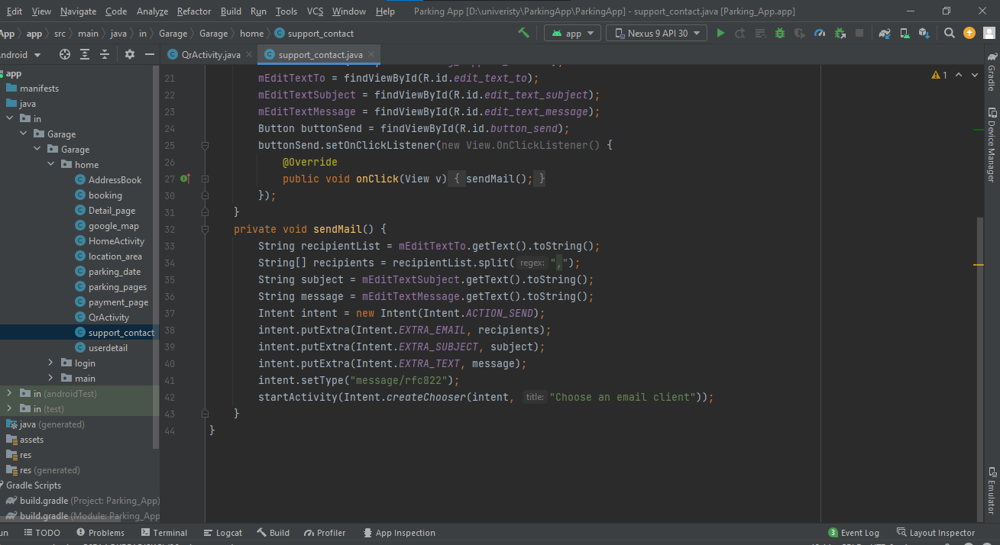 File Edit View Navigate Code Analyze Refactor Build Run Tools VCS Window Help Parking App [D:\univeristy\ParkingApp\ParkingApp] - support_contact.java [Parking_App.app]
App app src main java in Garage Garage home support_contact app Nexus 9 API 30
Android QrActivity.java support_contact.java
app
manifests
java
in
Garage
Garage
home
AddressBook
booking
Detail_page
google_map
HomeActivity
location_area
parking_date
parking_pages
payment_page
QrActivity
support_contact
userdetail
login
main
in (androidTest)
in (test)
java (generated)
assets
res
res (generated)
Gradle Scripts
build.gradle (Project: Parking_App)
build.gradle (Module: Parking_App
21 mEditTextTo = findViewById(R.id.edit_text_to);
22 mEditTextSubject = findViewById(R.id.edit_text_subject);
23 mEditTextMessage = findViewById(R.id.edit_text_message);
24 Button buttonSend = findViewById(R.id.button_send);
25 buttonSend.setOnClickListener(new View.OnClickListener() {
26 @Override
27 public void onClick(View v) { sendMail(); }
30 });
31 }
32 private void sendMail() {
33 String recipientList = mEditTextTo.getText().toString();
34 String[] recipients = recipientList.split( regex: ",");
35 String subject = mEditTextSubject.getText().toString();
36 String message = mEditTextMessage.getText().toString();
37 Intent intent = new Intent(Intent.ACTION_SEND);
38 intent.putExtra(Intent.EXTRA_EMAIL, recipients);
39 intent.putExtra(Intent.EXTRA_SUBJECT, subject);
40 intent.putExtra(Intent.EXTRA_TEXT, message);
41 intent.setType("message/rfc822");
42 startActivity(Intent.createChooser(intent, title: "Choose an email client"));
43 }
44 }
1
Gradle
Device Manager
Emulator
un TODO Problems Terminal Logcat Build Profiler App Inspection 3 Event Log Layout Inspector